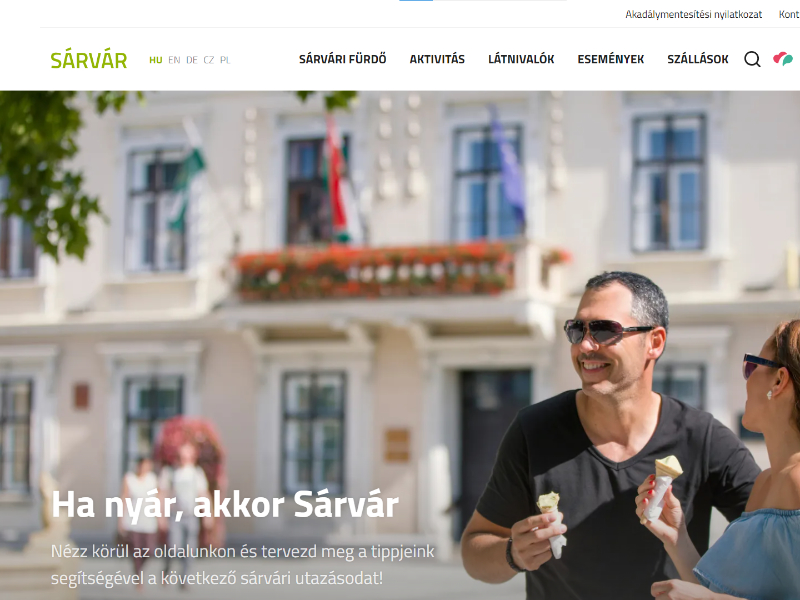 Akadálymentesítési nyilatkozat Kont
SÁRVÁR HU EN DE CZ PL SÁRVÁRI FÜRDŐ AKTIVITÁS LÁTNIVALÓK ESEMÉNYEK SZÁLLÁSOK
Ha nyár, akkor Sárvár
Nézz körül az oldalunkon és tervezd meg a tippjeink
segítségével a következő sárvári utazásodat!